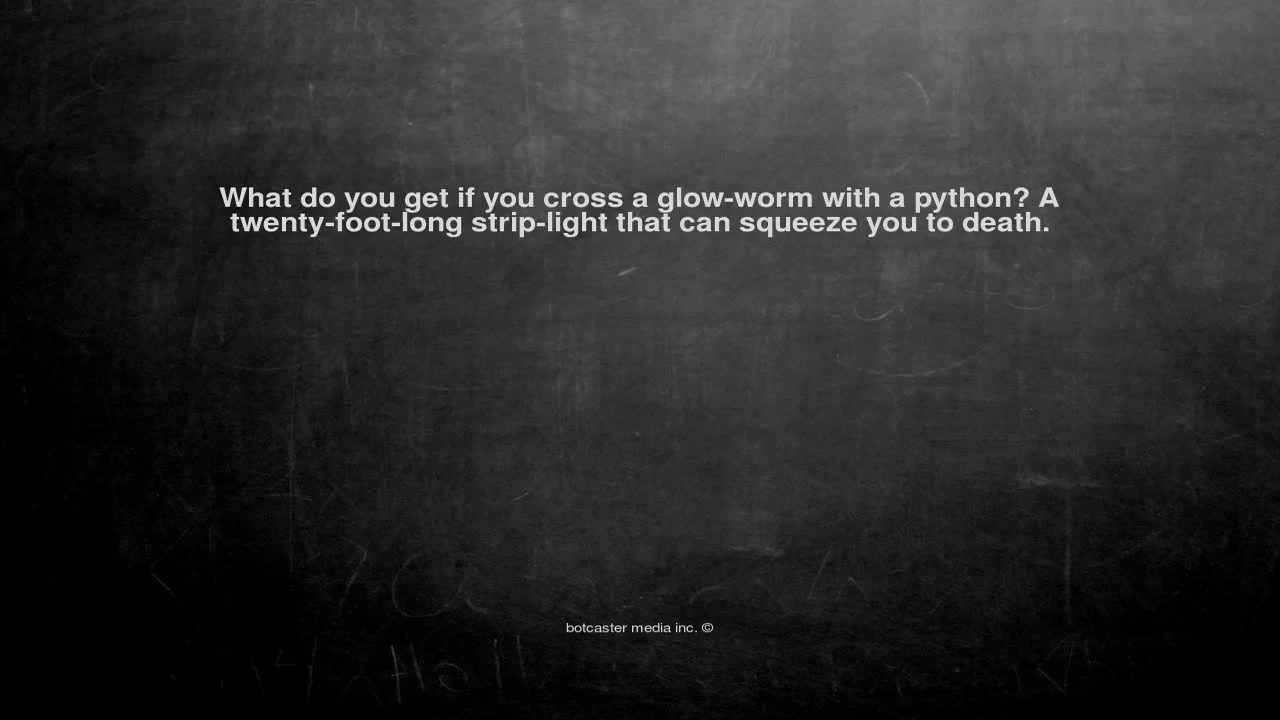 What do you get if you cross a glow-worm with a python? A
twenty-foot-long strip-light that can squeeze you to death.
botcaster media inc. ©